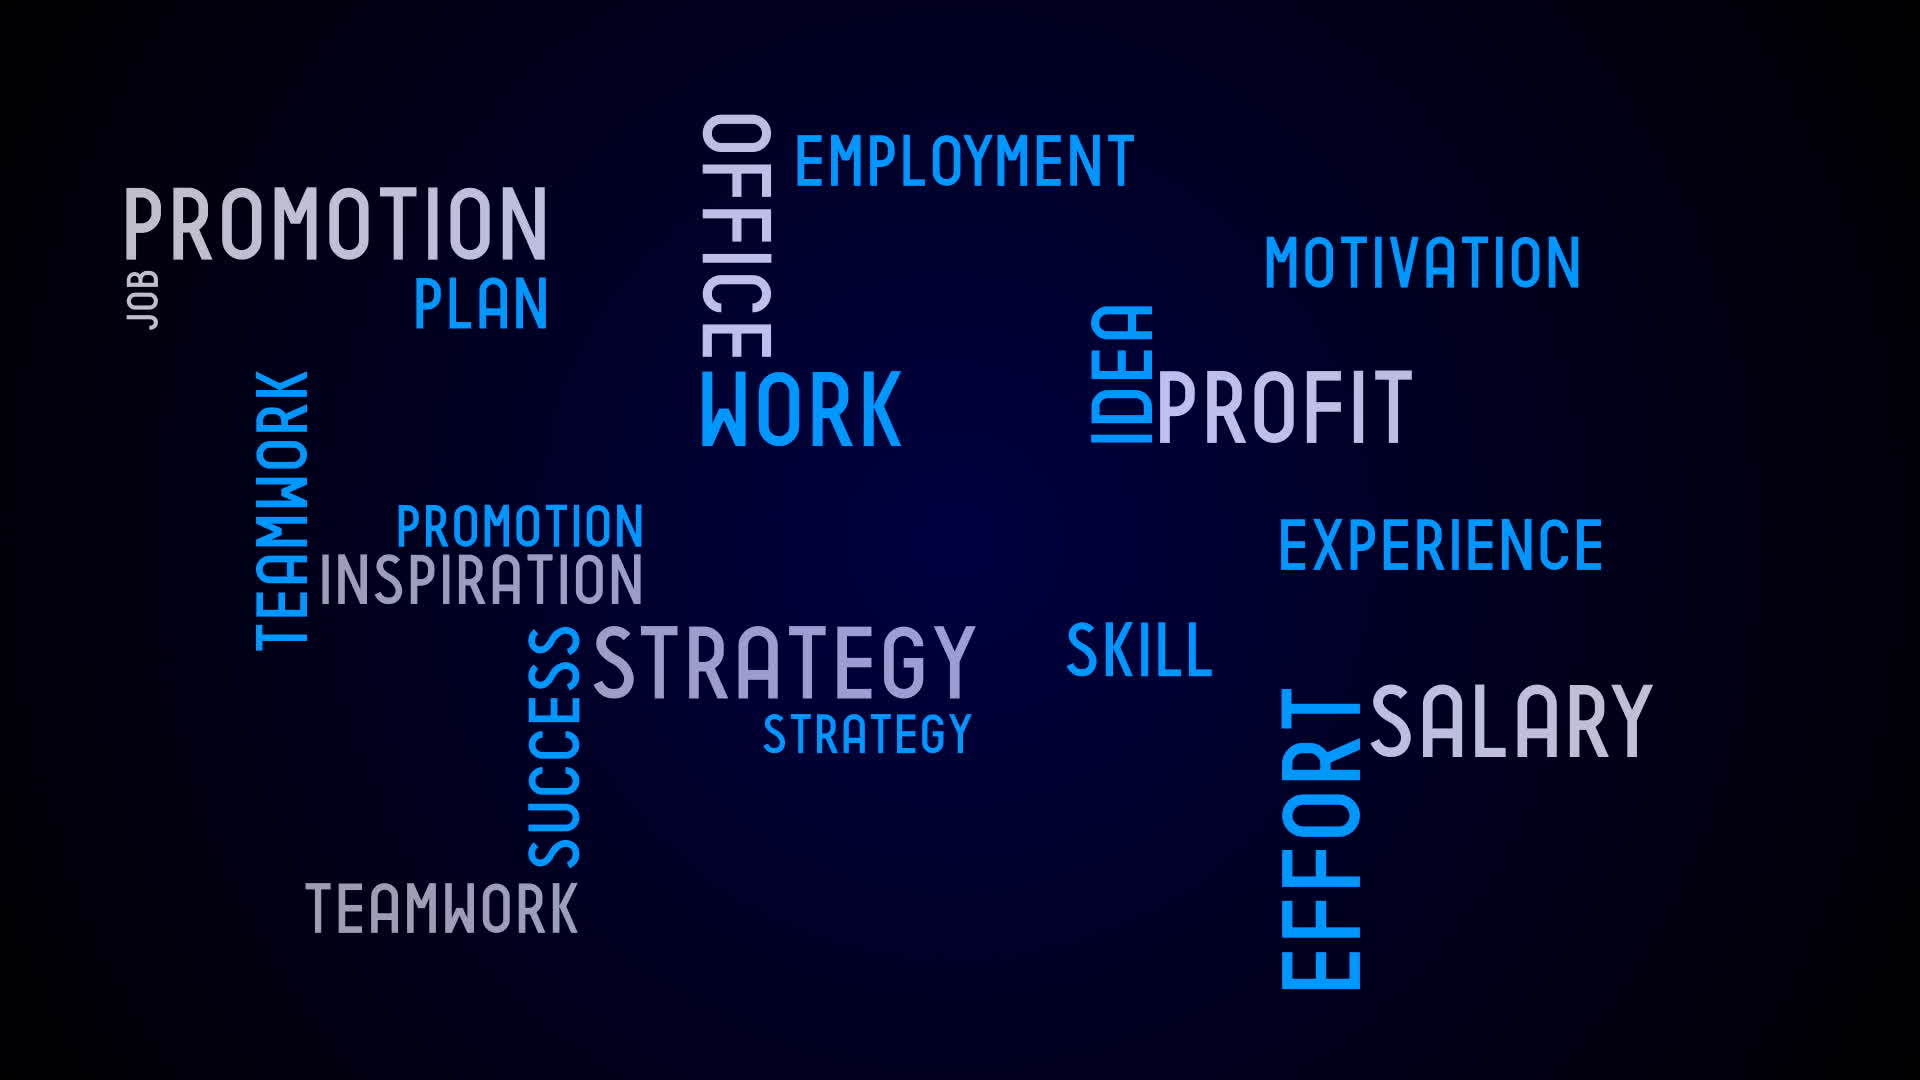 OFFICE
EMPLOYMENT
PROMOTION
JOB
PLAN
MOTIVATION
IDEA
PROFIT
WORK
TEAMWORK
PROMOTION
INSPIRATION
EXPERIENCE
SUCCESS
STRATEGY
STRATEGY
SKILL
SALARY
EFFORT
TEAMWORK